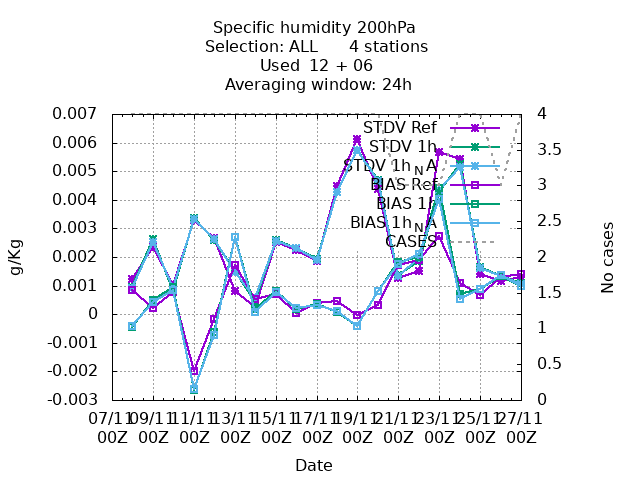 Specific humidity 200hPa
Selection: ALL 4 stations
Used 12 + 06
Averaging window: 24h
0.007
0.006
0.005
0.004
0.003
0.002
0.001
0
-0.001
-0.002
-0.003
g/Kg
4
3.5
3
2.5
2
1.5
1
0.5
0
No cases
STDV Ref
STDV 1h
STDV 1hNA
BIAS Ref
BIAS 1h
BIAS 1hNA
CASES
07/11 09/11 11/11 13/11 15/11 17/11 19/11 21/11 23/11 25/11 27/11
00Z 00Z 00Z 00Z 00Z 00Z 00Z 00Z 00Z 00Z 00Z
Date